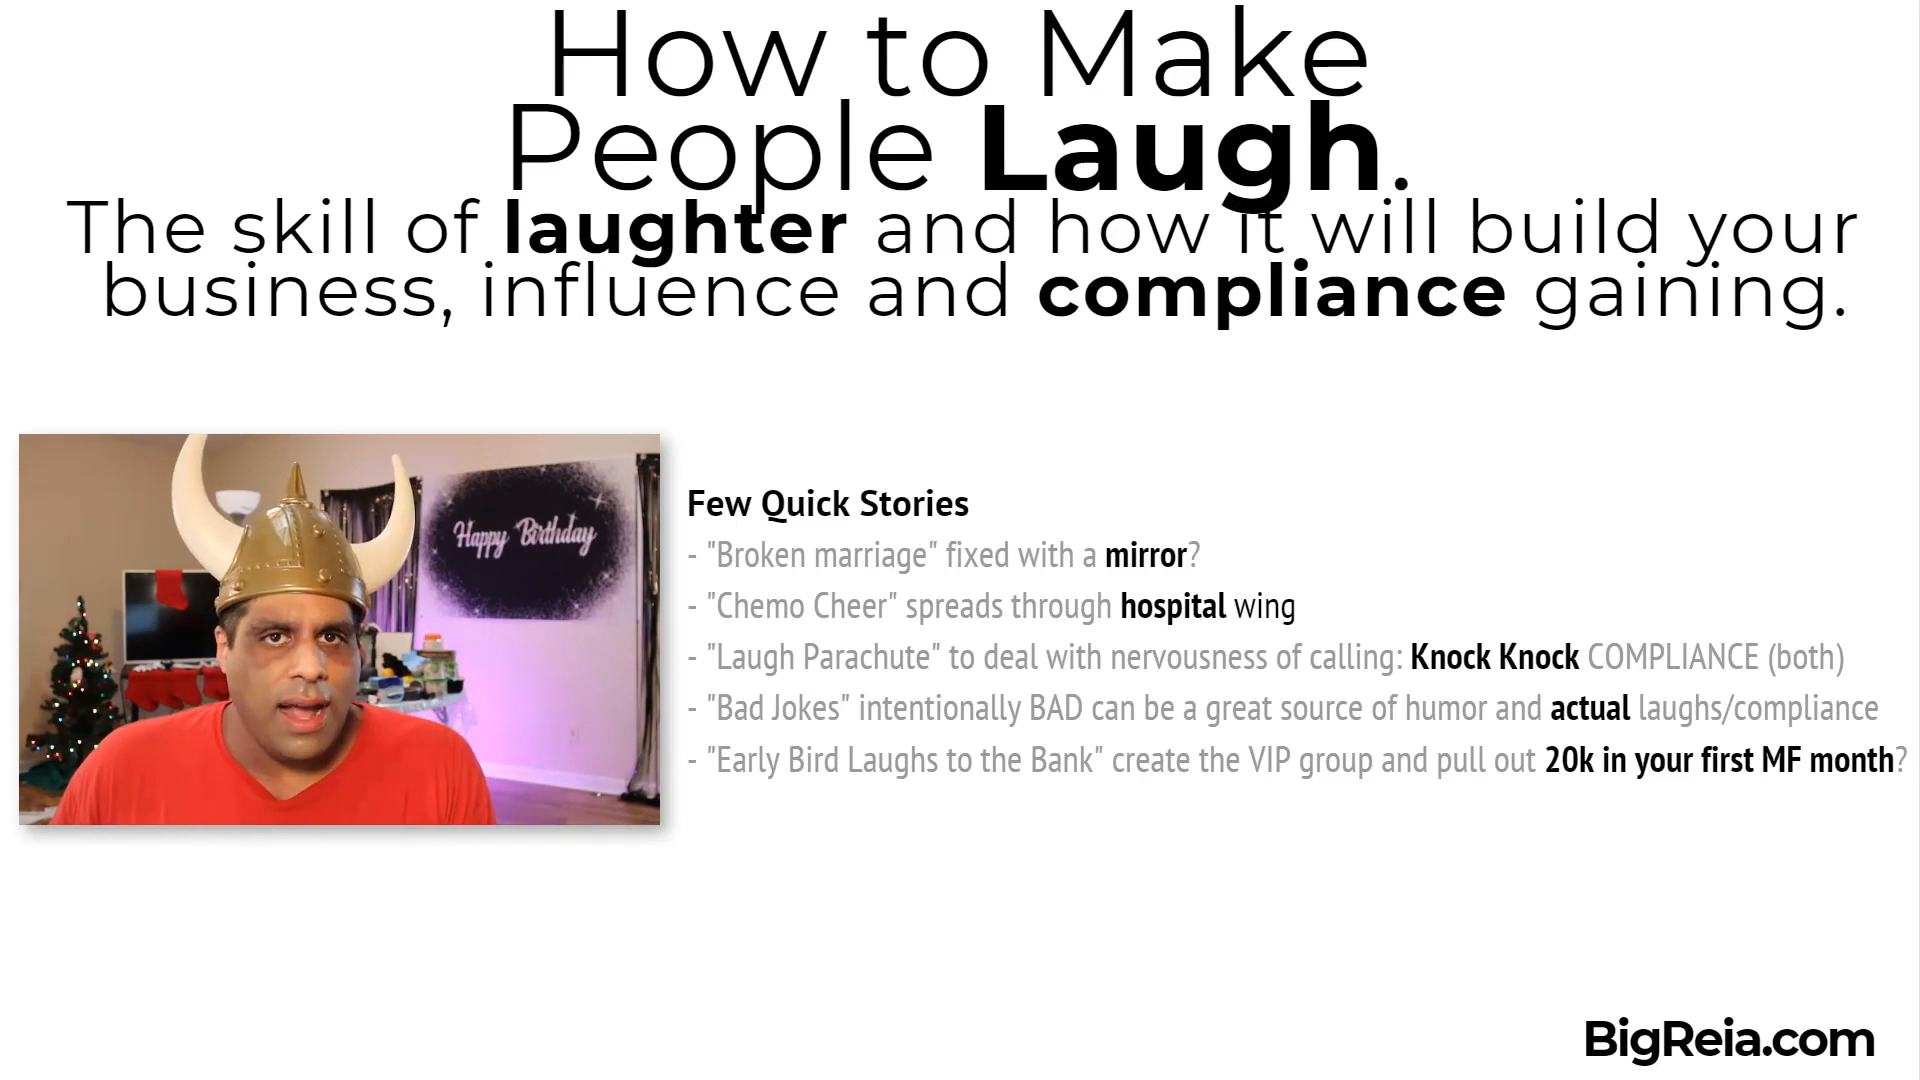 How to Make
People Laugh.
The skill of laughter and how it will build your
business, influence and compliance gaining.
Happy Birthday
Few Quick Stories
- "Broken marriage" fixed with a mirror?
- "Chemo Cheer" spreads through hospital wing
- "Laugh Parachute" to deal with nervousness of calling: Knock Knock COMPLIANCE (both)
- "Bad Jokes" intentionally BAD can be a great source of humor and actual laughs/compliance
- "Early Bird Laughs to the Bank" create the VIP group and pull out 20k in your first MF month?
BigReia.com